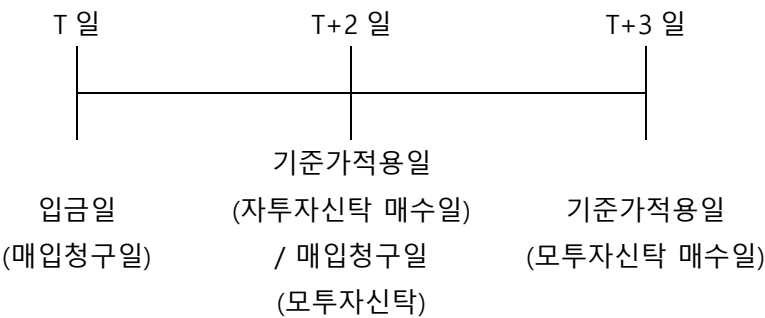 T 일 T+2 일 T+3 일
기준가적용일
입금일 (자투자신탁 매수일) 기준가적용일
(매입청구일) / 매입청구일 (모투자신탁 매수일)
(모투자신탁)